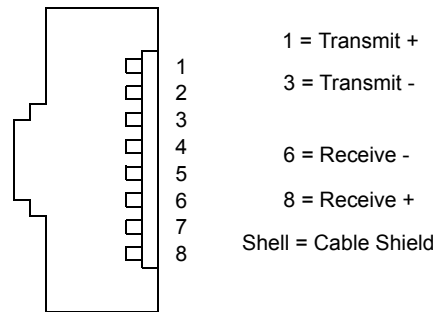 1
2
3
4
5
6
7
8
1 = Transmit +
3 = Transmit -
6 = Receive -
8 = Receive +
Shell = Cable Shield